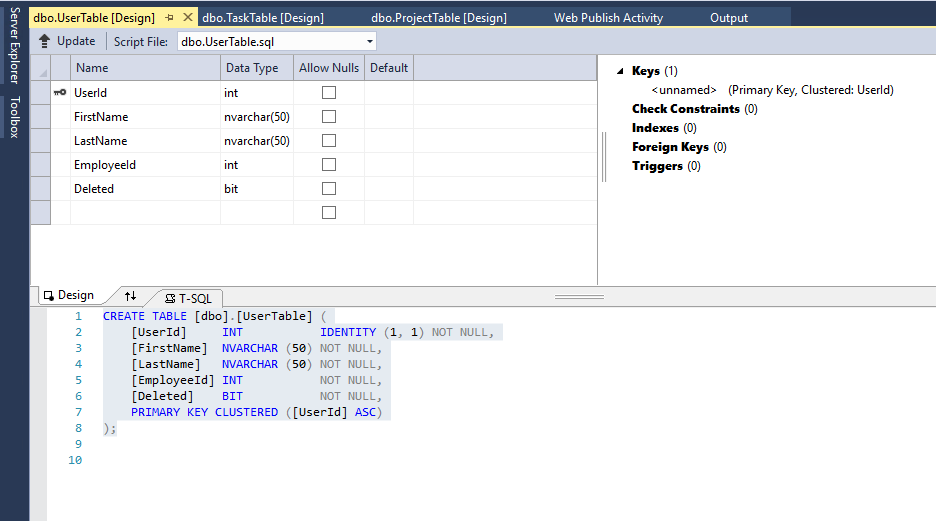 dbo.UserTable [Design]
dbo.TaskTable [Design]
dbo.ProjectTable [Design]
Web Publish Activity
Output
Server Explorer
Toolbox
Update
Script File:
dbo.UserTable.sql
Name Data Type Allow Nulls Default
UserId int
FirstName nvarchar(50)
LastName nvarchar(50)
EmployeeId int
Deleted bit
Keys (1)
<unnamed> (Primary Key, Clustered: UserId)
Check Constraints (0)
Indexes (0)
Foreign Keys (0)
Triggers (0)
Design
T-SQL
1 CREATE TABLE [dbo].[UserTable] (
2 [UserId] INT IDENTITY (1, 1) NOT NULL,
3 [FirstName] NVARCHAR (50) NOT NULL,
4 [LastName] NVARCHAR (50) NOT NULL,
5 [EmployeeId] INT NOT NULL,
6 [Deleted] BIT NOT NULL,
7 PRIMARY KEY CLUSTERED ([UserId] ASC)
8 );
9
10